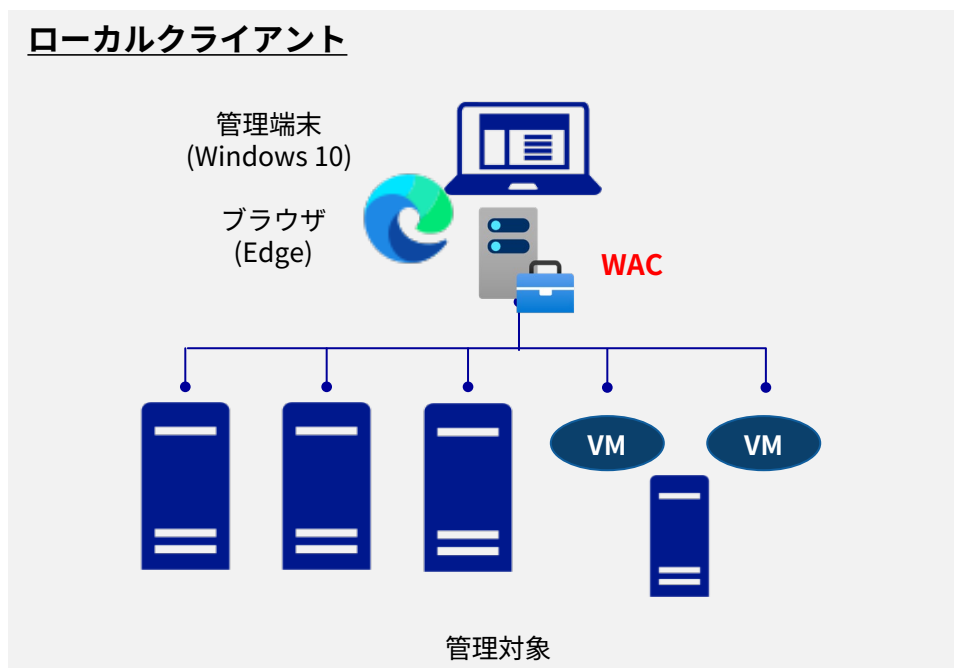 ローカルクライアント
管理端末
(Windows 10)
ブラウザ
(Edge)
WAC
VM
VM
管理対象